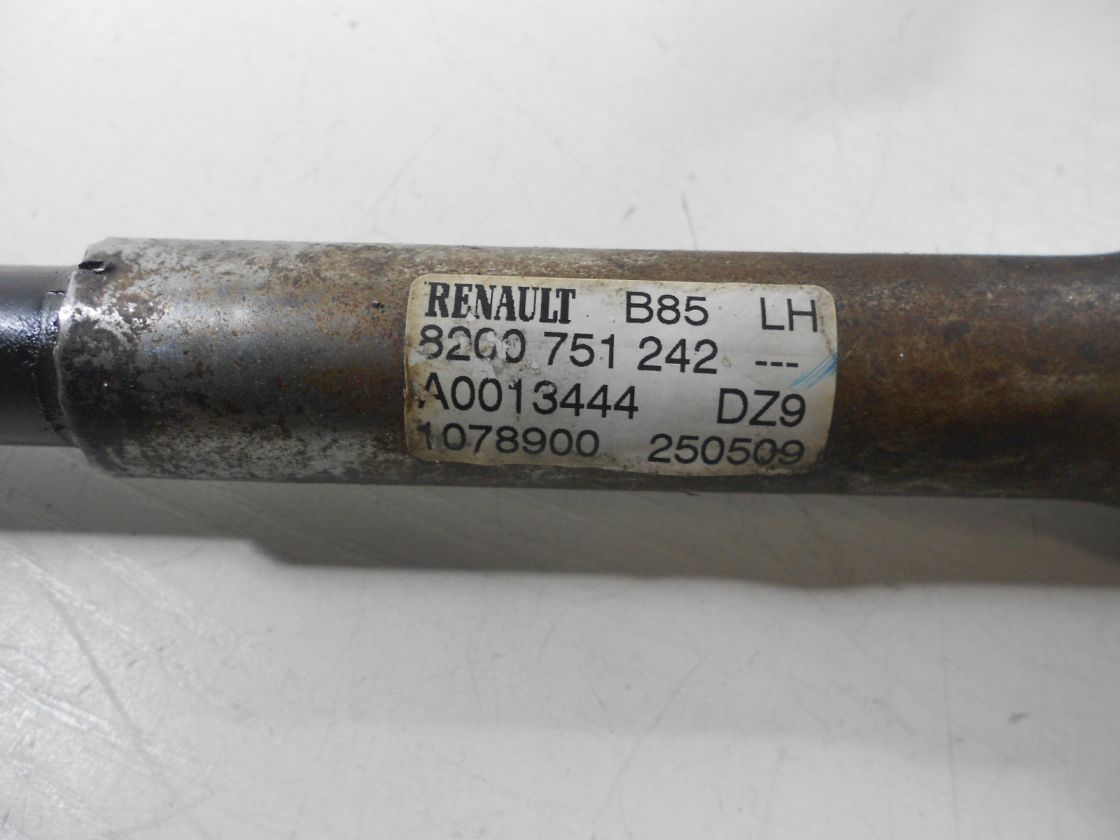 RENAULT B85 LH
8200 751 242 ---
A0013444 DZ9
1078900 250509